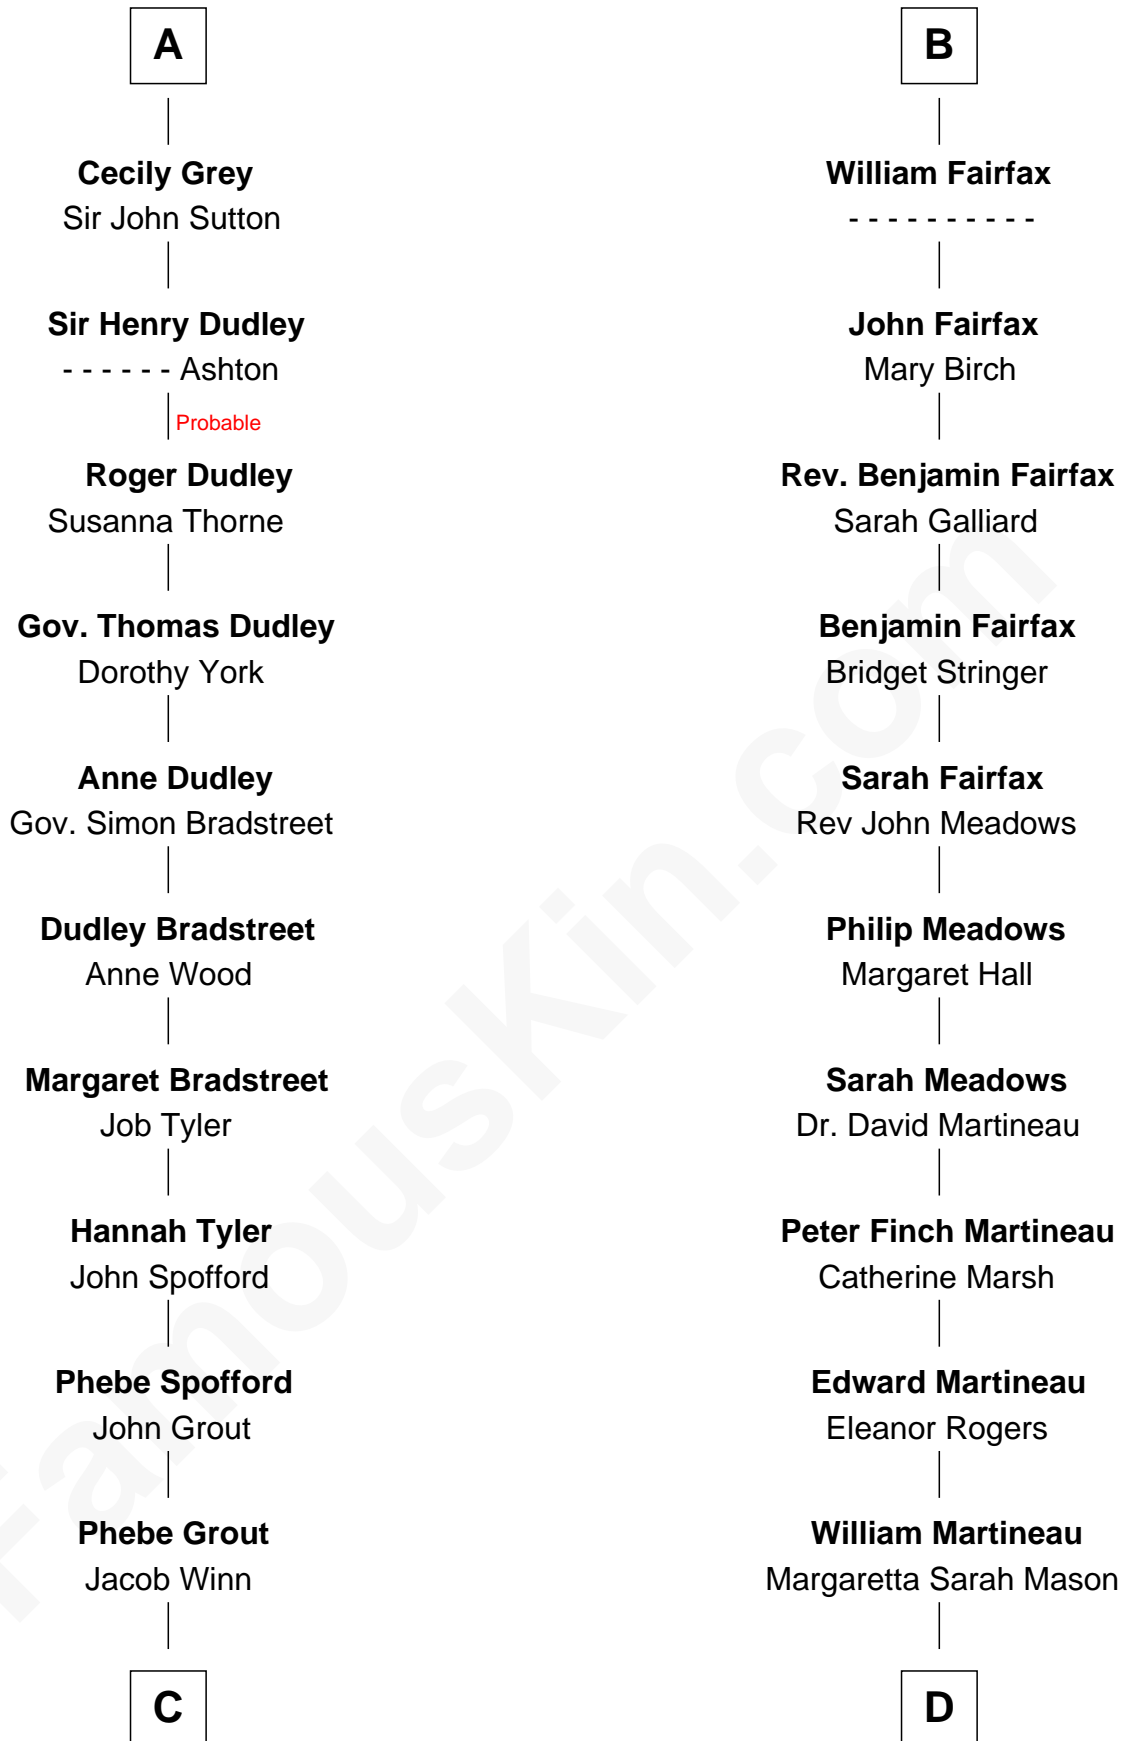 A
Cecily Grey
Sir John Sutton
Sir Henry Dudley
- - - - - - Ashton
Probable
Roger Dudley
Susanna Thorne
Gov. Thomas Dudley
Dorothy York
Anne Dudley
Gov. Simon Bradstreet
Dudley Bradstreet
Anne Wood
Margaret Bradstreet
Job Tyler
Hannah Tyler
John Spofford
Phebe Spofford
John Grout
Phebe Grout
Jacob Winn
C
B
William Fairfax
- - - - - - - - - -
John Fairfax
Mary Birch
Rev. Benjamin Fairfax
Sarah Galliard
Benjamin Fairfax
Bridget Stringer
Sarah Fairfax
Rev John Meadows
Philip Meadows
Margaret Hall
Sarah Meadows
Dr. David Martineau
Peter Finch Martineau
Catherine Marsh
Edward Martineau
Eleanor Rogers
William Martineau
Margaretta Sarah Mason
D
FamousKin.com